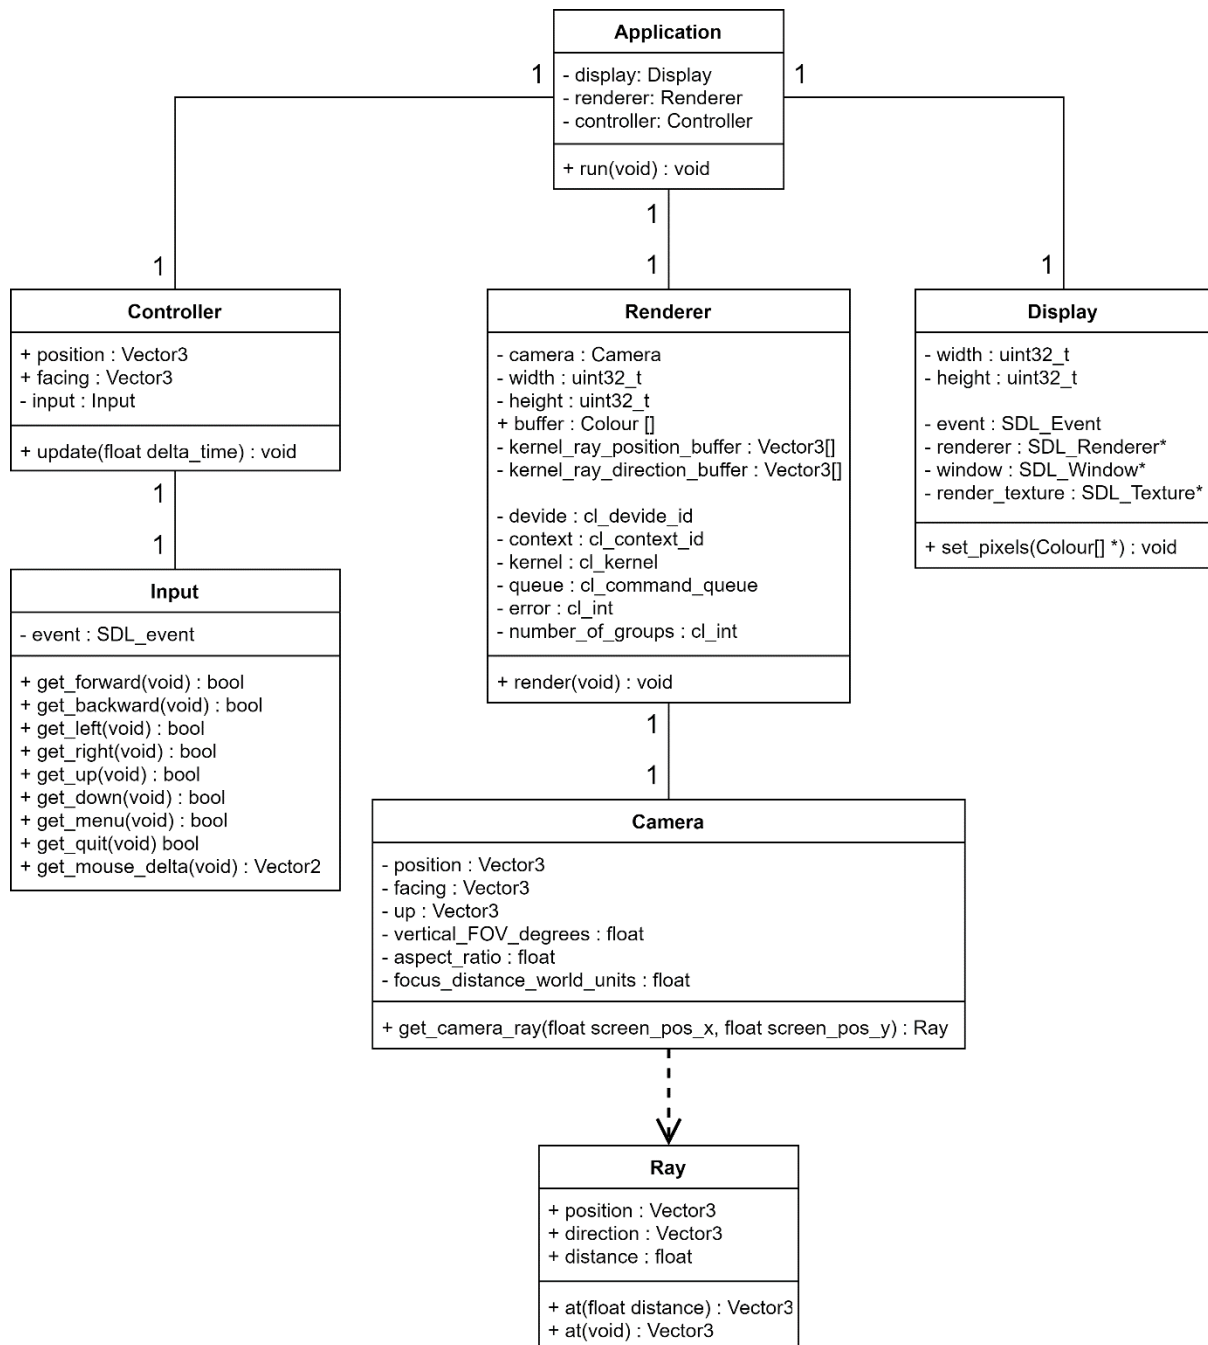 Application
- display: Display
- renderer: Renderer
- controller: Controller
+ run(void) : void
1
1
1
1
1
1
Controller
+ position : Vector3
+ facing : Vector3
- input : Input
+ update(float delta_time) : void
1
1
Input
- event : SDL_event
+ get_forward(void) : bool
+ get_backward(void) : bool
+ get_left(void) : bool
+ get_right(void) : bool
+ get_up(void) : bool
+ get_down(void) : bool
+ get_menu(void) : bool
+ get_quit(void) bool
+ get_mouse_delta(void) : Vector2
Renderer
- camera : Camera
- width : uint32_t
- height : uint32_t
+ buffer : Colour []
- kernel_ray_position_buffer : Vector3[]
- kernel_ray_direction_buffer : Vector3[]
- devide : cl_devide_id
- context : cl_context_id
- kernel : cl_kernel
- queue : cl_command_queue
- error : cl_int
- number_of_groups : cl_int
+ render(void) : void
1
1
Display
- width : uint32_t
- height : uint32_t
- event : SDL_Event
- renderer : SDL_Renderer*
- window : SDL_Window*
- render_texture : SDL_Texture*
+ set_pixels(Colour[] *) : void
Camera
- position : Vector3
- facing : Vector3
- up : Vector3
- vertical_FOV_degrees : float
- aspect_ratio : float
- focus_distance_world_units : float
+ get_camera_ray(float screen_pos_x, float screen_pos_y) : Ray
Ray
+ position : Vector3
+ direction : Vector3
+ distance : float
+ at(float distance) : Vector3
+ at(void) : Vector3